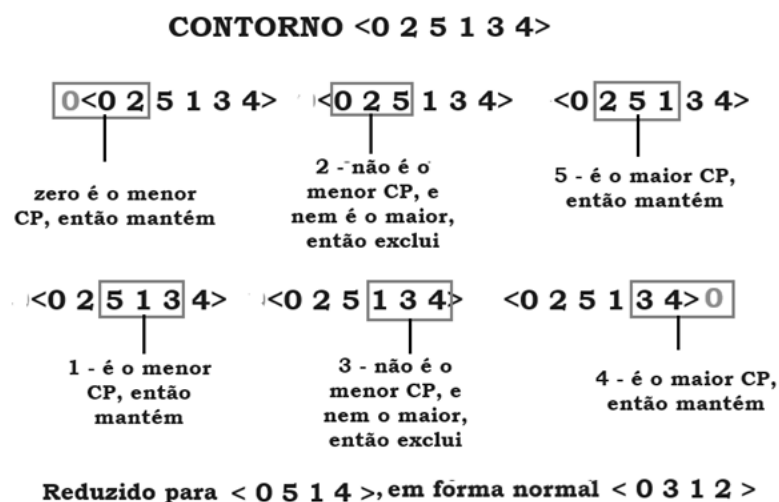 CONTORNO <0 2 5 1 3 4>
0<0 2 5 1 3 4>
<0 2 5 1 3 4>
<0 2 5 1 3 4>
zero é o menor
CP, então mantém
2 - não é o
menor CP, e
nem é o maior,
então exclui
5 - é o maior CP,
então mantém
<0 2 5 1 3 4>
<0 2 5 1 3 4>
<0 2 5 1 3 4>0
1 - é o menor
CP, então
mantém
3 - não é o
menor CP, e
nem o maior,
então exclui
4 - é o maior CP,
então mantém
Reduzido para < 0 5 1 4 >, em forma normal < 0 3 1 2 >